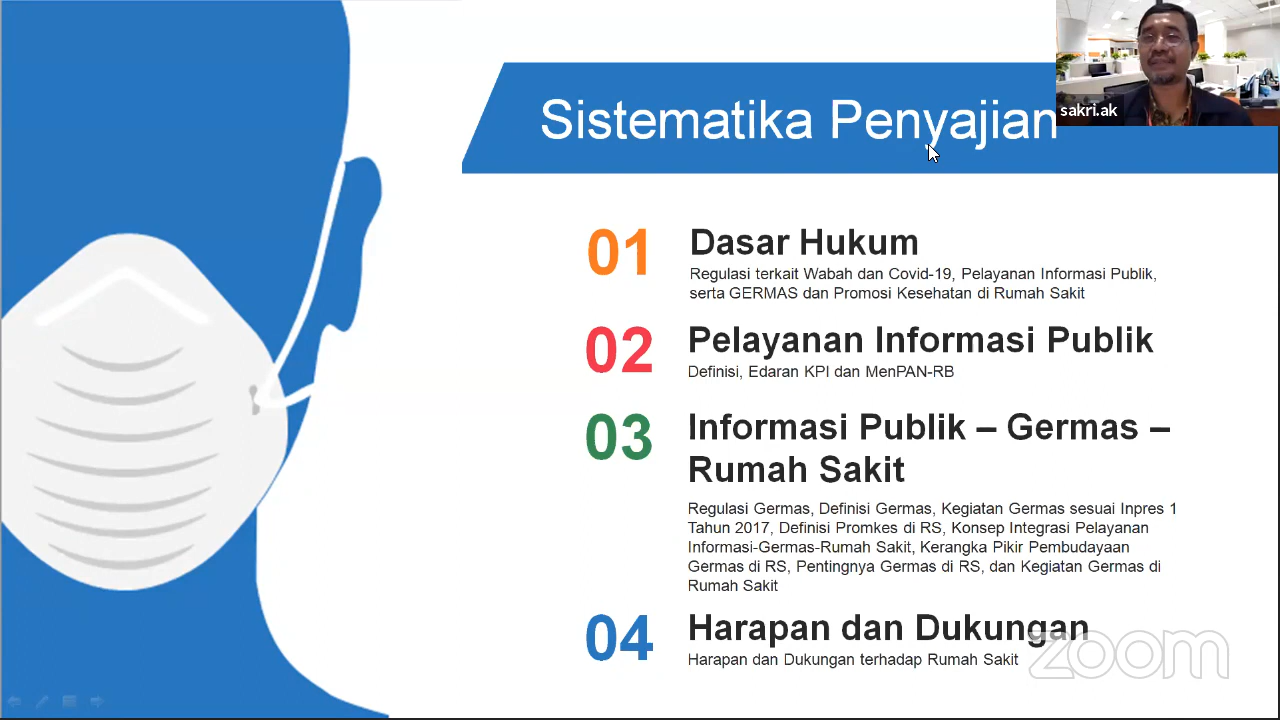 Sistematika Penyajian
sakri.ak
01
Dasar Hukum
Regulasi terkait Wabah dan Covid-19, Pelayanan Informasi Publik,
serta GERMAS dan Promosi Kesehatan di Rumah Sakit
02
Pelayanan Informasi Publik
Definisi, Edaran KPI dan MenPAN-RB
03
Informasi Publik – Germas –
Rumah Sakit
Regulasi Germas, Definisi Germas, Kegiatan Germas sesuai Inpres 1
Tahun 2017, Definisi Promkes di RS, Konsep Integrasi Pelayanan
Informasi-Germas-Rumah Sakit, Kerangka Pikir Pembudayaan
Germas di RS, Pentingnya Germas di RS, dan Kegiatan Germas di
Rumah Sakit
04
Harapan dan Dukungan
Harapan dan Dukungan terhadap Rumah Sakit
zoom